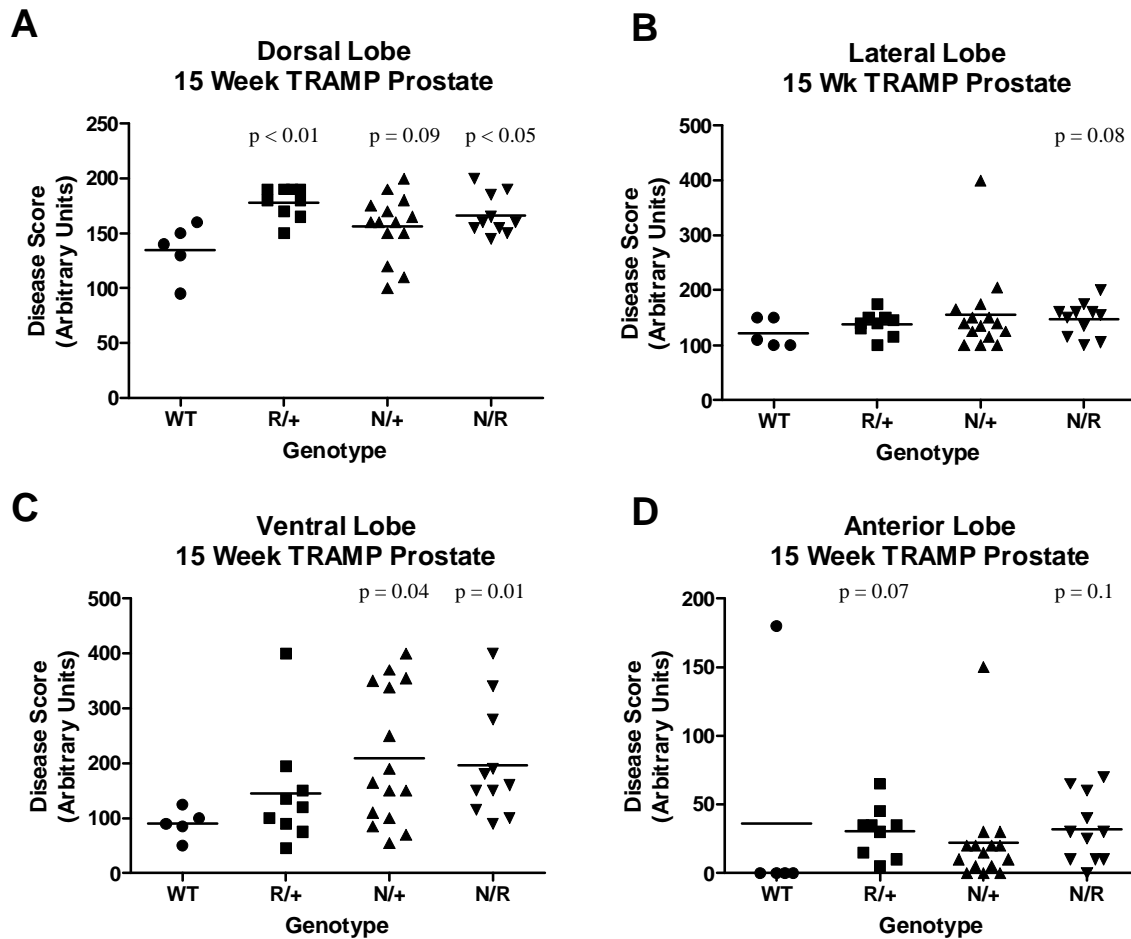 A
Dorsal Lobe
15 Week TRAMP Prostate
p < 0.01
p = 0.09
p < 0.05
250
200
150
100
50
0
Disease Score
(Arbitrary Units)
WT
R/+
N/+
N/R
Genotype
B
Lateral Lobe
15 Wk TRAMP Prostate
p = 0.08
500
400
300
200
100
0
Disease Score
(Arbitrary Units)
WT
R/+
N/+
N/R
Genotype
C
Ventral Lobe
15 Week TRAMP Prostate
p = 0.04
p = 0.01
500
400
300
200
100
0
Disease Score
(Arbitrary Units)
WT
R/+
N/+
N/R
Genotype
D
Anterior Lobe
15 Week TRAMP Prostate
p = 0.07
p = 0.1
200
150
100
50
0
Disease Score
(Arbitrary Units)
WT
R/+
N/+
N/R
Genotype